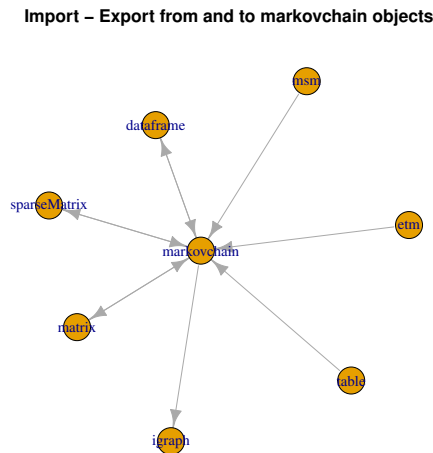 Import – Export from and to markovchain objects
msm
dataframe
sparseMatrix
etm
markovchain
matrix
table
igraph